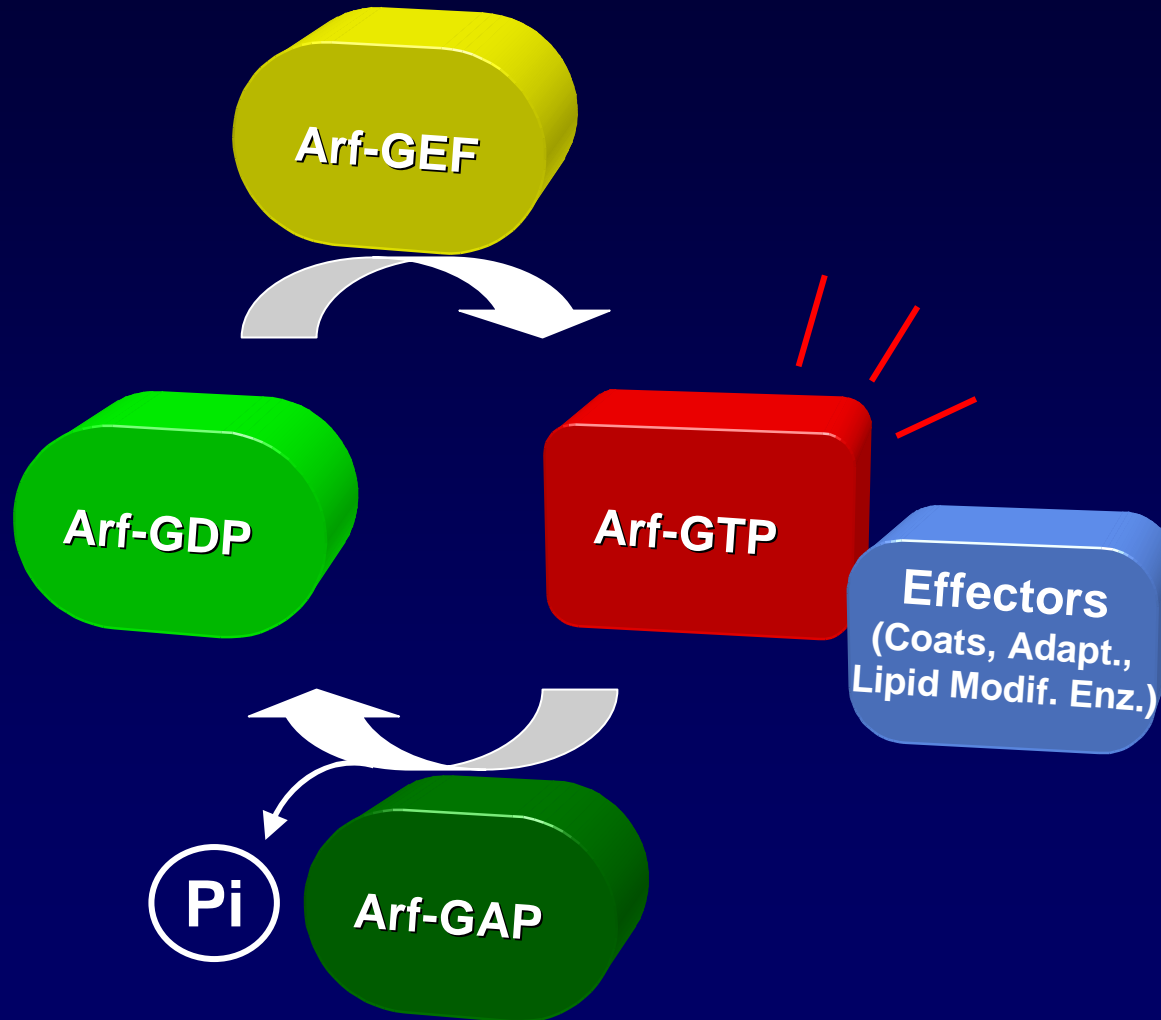 Arf-GEF
Arf-GDP
Arf-GTP
Effectors
(Coats, Adapt.,
Lipid Modif. Enz.)
Pi
Arf-GAP